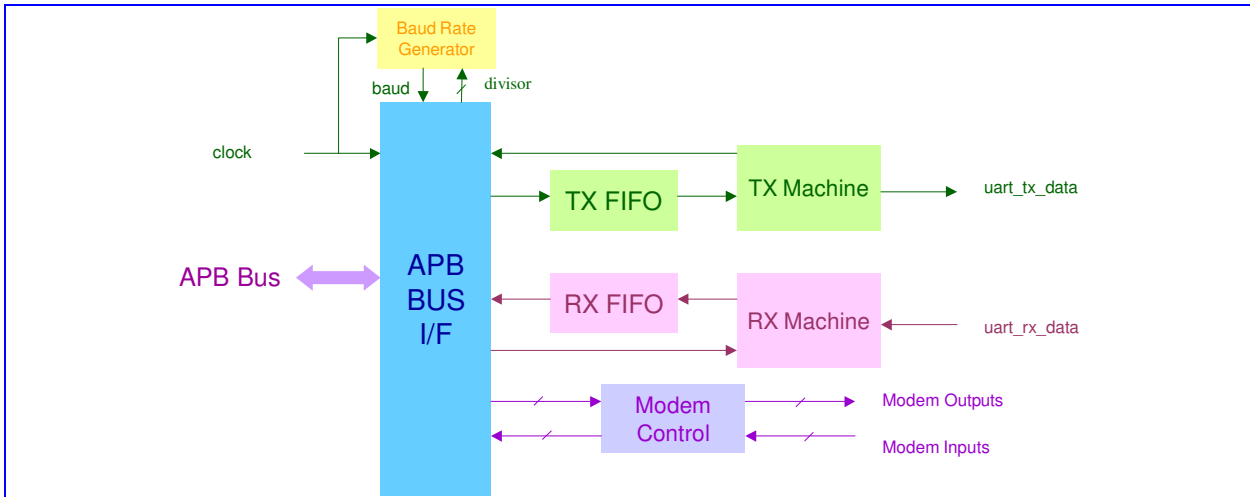 Baud Rate
Generator
baud
divisor
clock
TX FIFO
TX Machine
uart_tx_data
APB Bus
APB
BUS
I/F
RX FIFO
RX Machine
uart_rx_data
Modem
Control
Modem Outputs
Modem Inputs